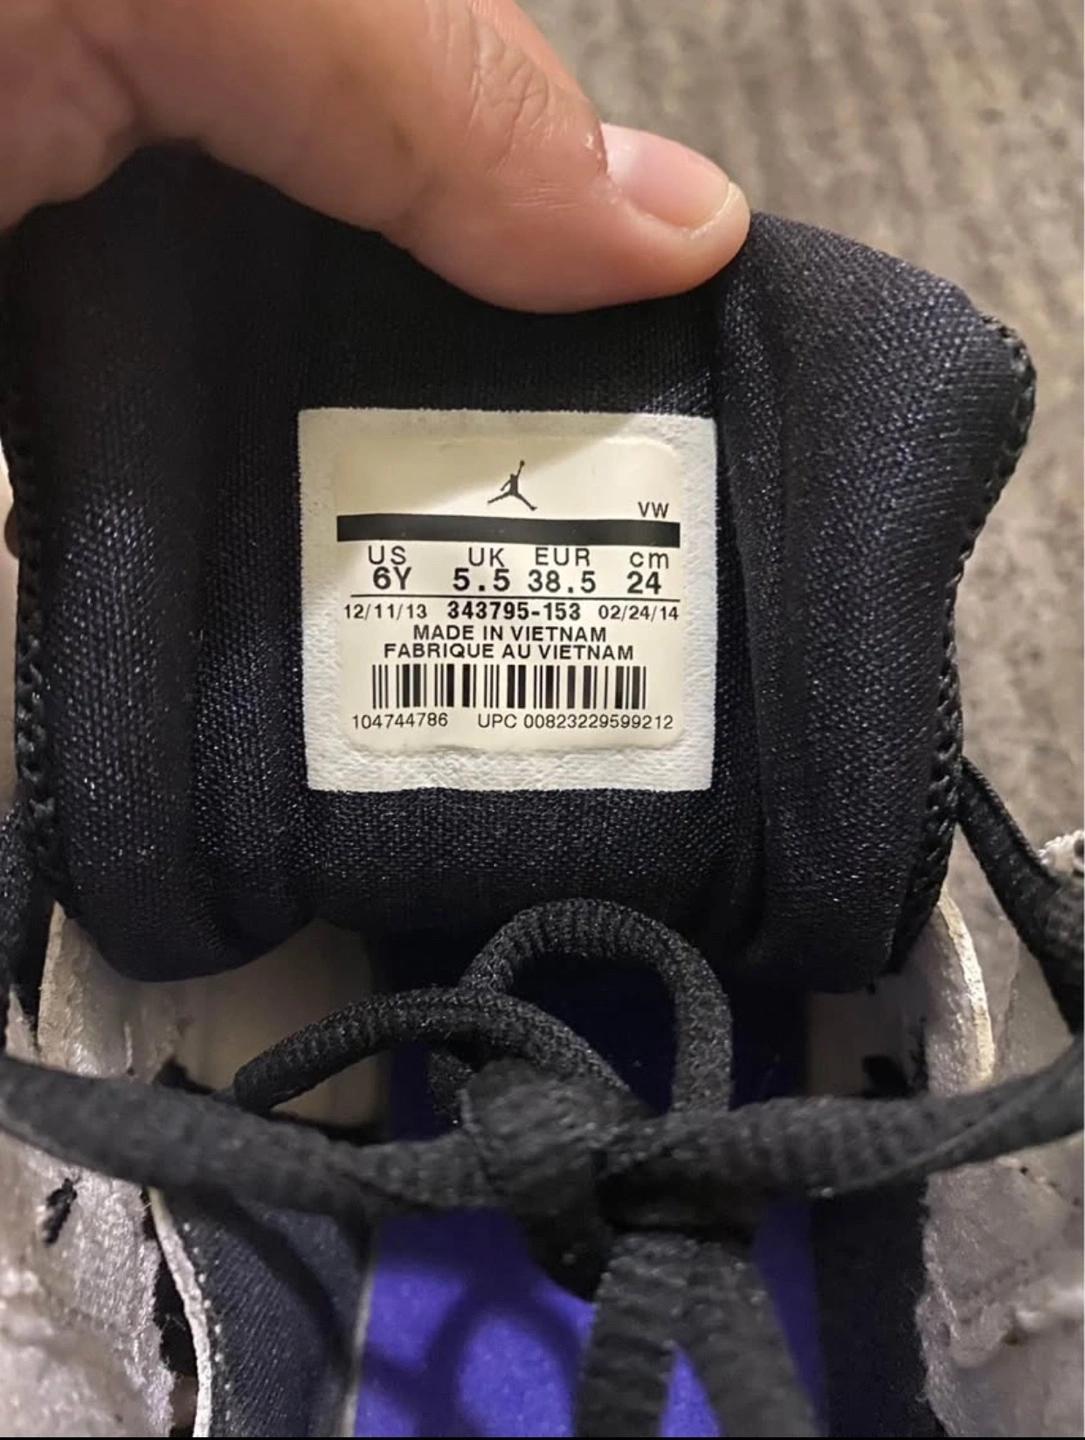 VW
US UK EUR cm
6Y 5.5 38.5 24
12/11/13 343795-153 02/24/14
MADE IN VIETNAM
FABRIQUE AU VIETNAM
104744786 UPC 00823229599212